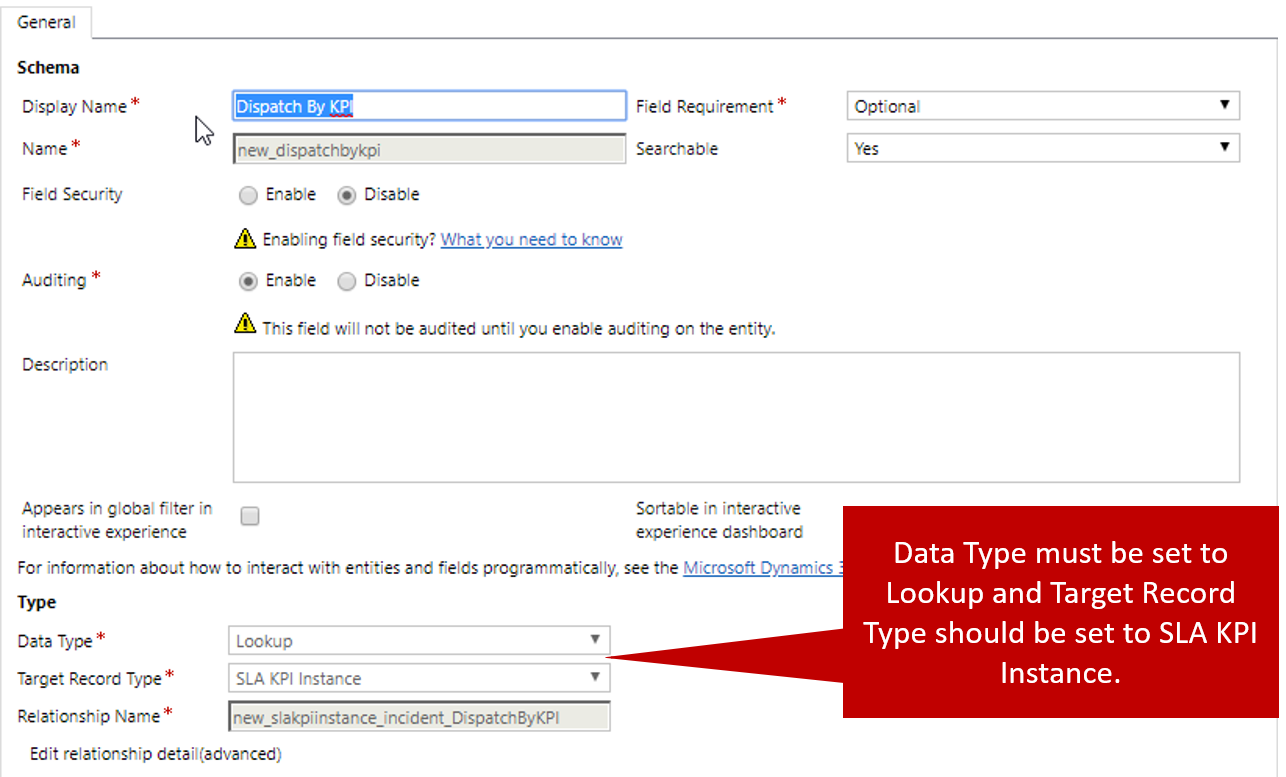 General
Schema
Display Name*
Dispatch By KPI
Field Requirement*
Optional
Name*
new_dispatchbykpi
Searchable
Yes
Field Security
Enable
Disable
Enabling field security? What you need to know
Auditing*
Enable
Disable
This field will not be audited until you enable auditing on the entity.
Description
Appears in global filter in
interactive experience
Sortable in interactive
experience dashboard
For information about how to interact with entities and fields programmatically, see the Microsoft Dynamics
Type
Data Type*
Lookup
Target Record Type*
SLA KPI Instance
Relationship Name*
new_slakpiinstance_incident_DispatchByKPI
Edit relationship detail(advanced)
Data Type must be set to
Lookup and Target Record
Type should be set to SLA KPI
Instance.